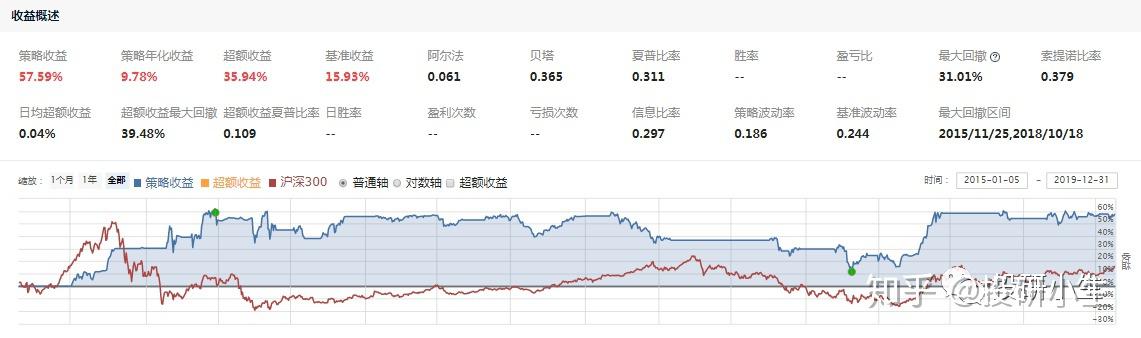 收益概述
策略收益 策略年化收益 超额收益 基准收益 阿尔法 贝塔 夏普比率 胜率 盈亏比 最大回撤 索提诺比率
57.59% 9.78% 35.94% 15.93% 0.061 0.365 0.311 -- -- 31.01% 0.379
日均超额收益 超额收益最大回撤 超额收益夏普比率 日胜率 盈利次数 亏损次数 信息比率 策略波动率 基准波动率 最大回撤区间
0.04% 39.48% 0.109 -- -- -- 0.297 0.186 0.244 2015/11/25,2018/10/18
缩放： 1个月 1年 全部 策略收益 超额收益 沪深300 普通轴 对数轴 超额收益 时间： 2015-01-05 - 2019-12-31
60%
50%
40%
30%
20%
10%
-10%
-20%
-30%
收益
知乎 @投研小生